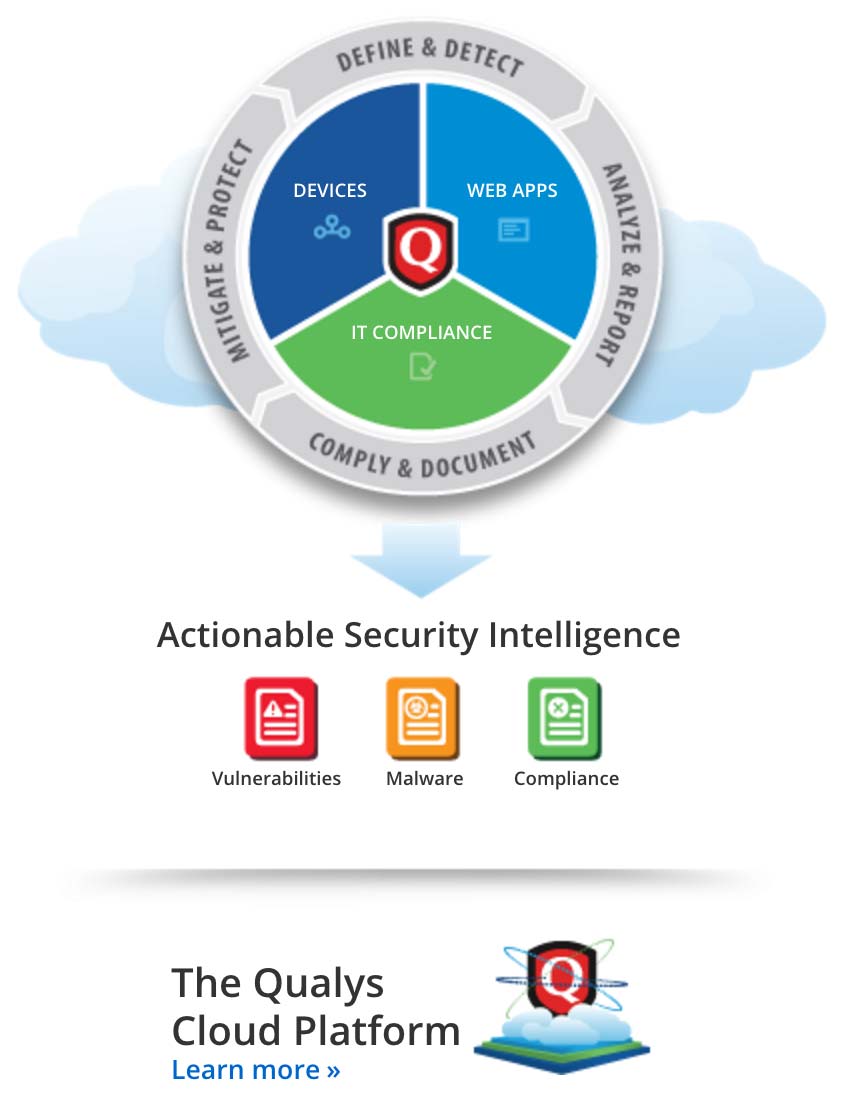 DEFINE & DETECT
ANALYZE & REPORT
COMPLY & DOCUMENT
MITIGATE & PROTECT
DEVICES
WEB APPS
Q
IT COMPLIANCE
Actionable Security Intelligence
Vulnerabilities
Malware
Compliance
The Qualys
Cloud Platform
Learn more »
Q